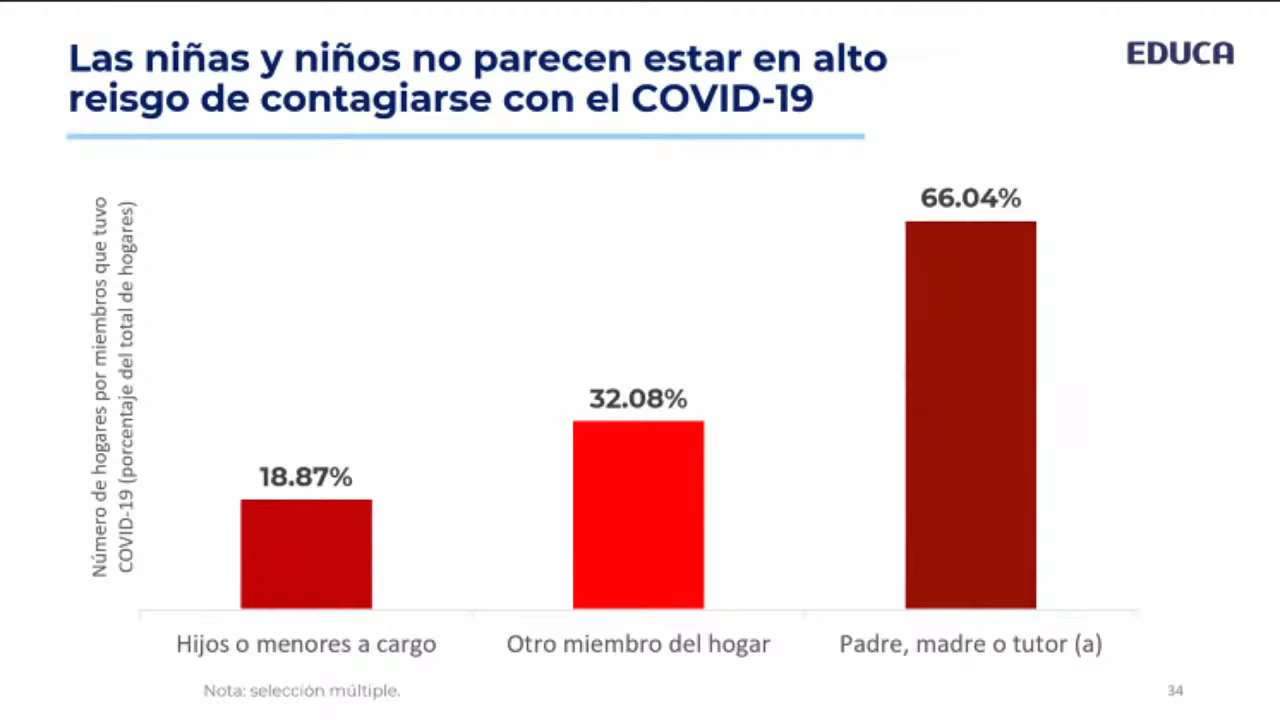 Las niñas y niños no parecen estar en alto
reisgo de contagiarse con el COVID-19
EDUCA
Número de hogares por miembros que tuvo
COVID-19 (porcentaje del total de hogares)
18.87%
32.08%
66.04%
Hijos o menores a cargo
Otro miembro del hogar
Padre, madre o tutor (a)
Nota: selección múltiple.
34